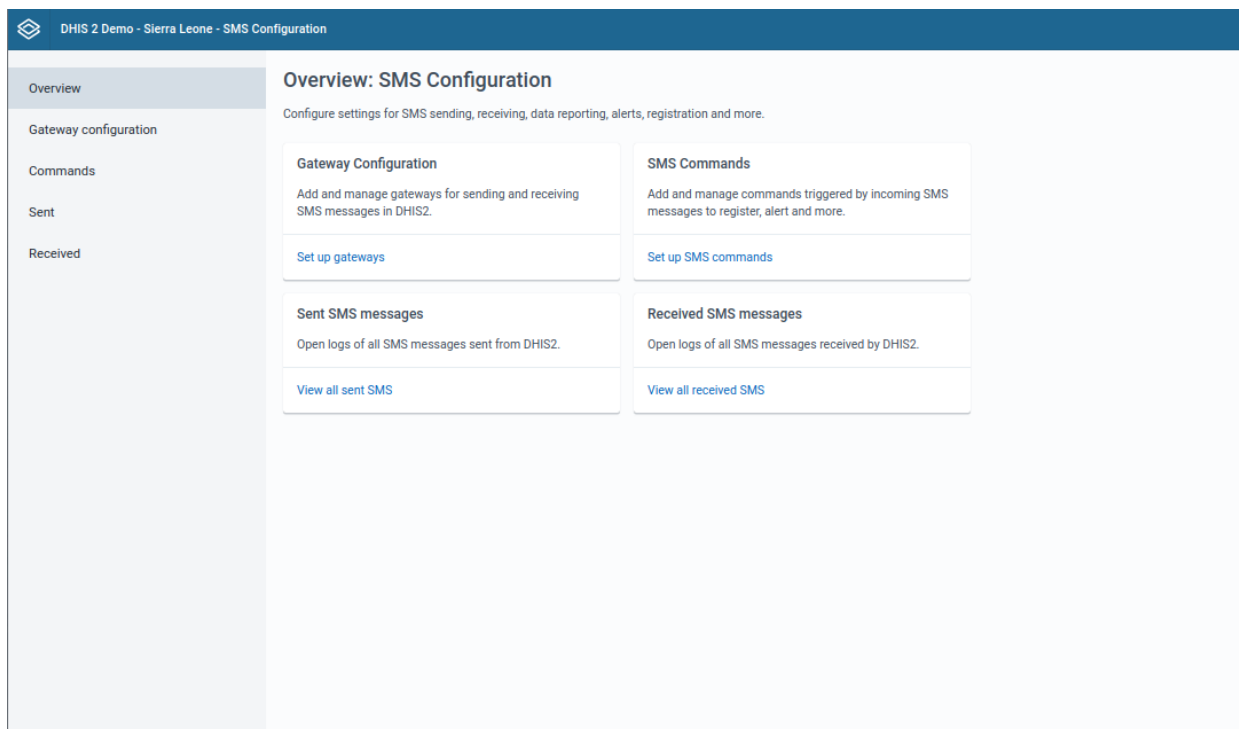 DHIS 2 Demo - Sierra Leone - SMS Configuration
Overview
Gateway configuration
Commands
Sent
Received
Overview: SMS Configuration
Configure settings for SMS sending, receiving, data reporting, alerts, registration and more.
Gateway Configuration
Add and manage gateways for sending and receiving
SMS messages in DHIS2.
Set up gateways
SMS Commands
Add and manage commands triggered by incoming SMS
messages to register, alert and more.
Set up SMS commands
Sent SMS messages
Open logs of all SMS messages sent from DHIS2.
View all sent SMS
Received SMS messages
Open logs of all SMS messages received by DHIS2.
View all received SMS